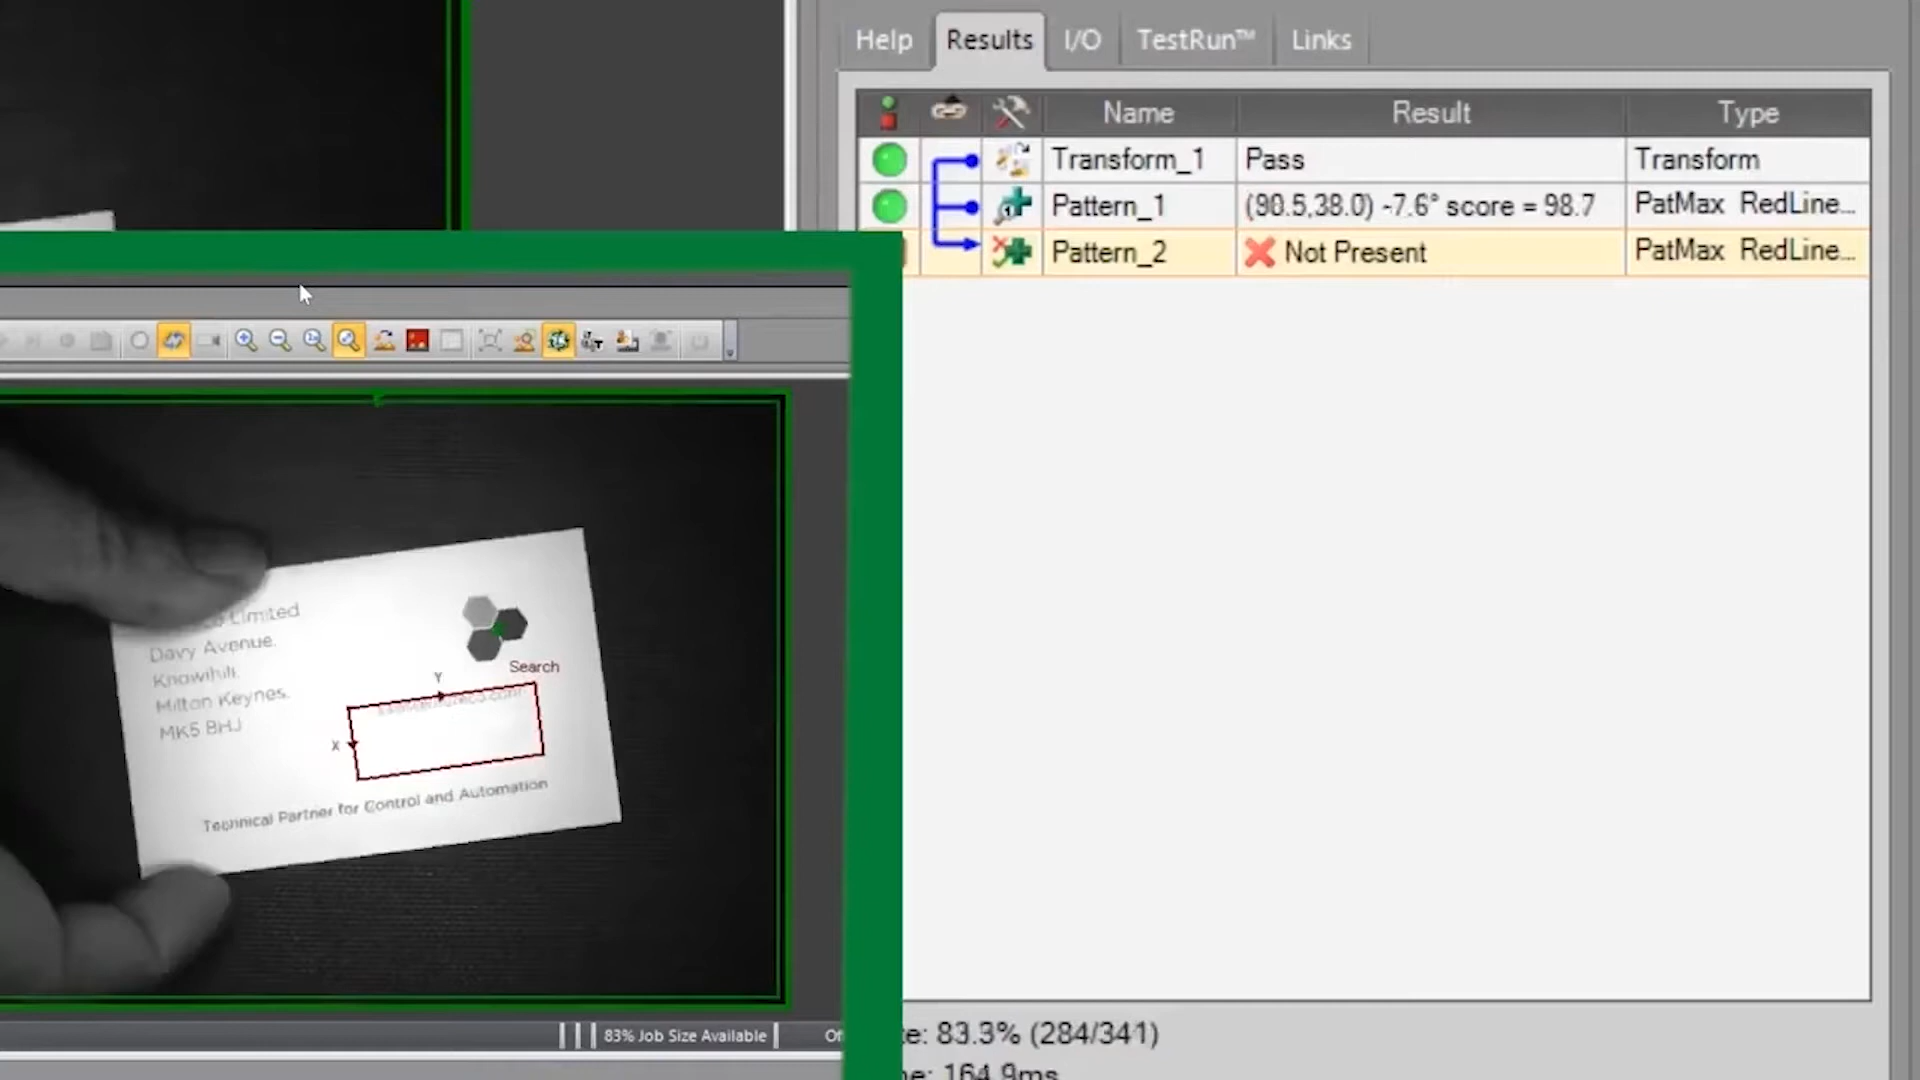 Help Results I/O TestRun™ Links
Name Result Type
Transform_1 Pass Transform
Pattern_1 (90.5,38.0) -7.6° score = 98.7 PatMax RedLine...
Pattern_2 Not Present PatMax RedLine...
Limited
Davy Avenue.
Knowlhill.
Milton Keynes.
MK5 8HJ
Search
Y
X
Technical Partner for Control and Automation
83% Job Size Available
83.3% (284/341)
164.9ms